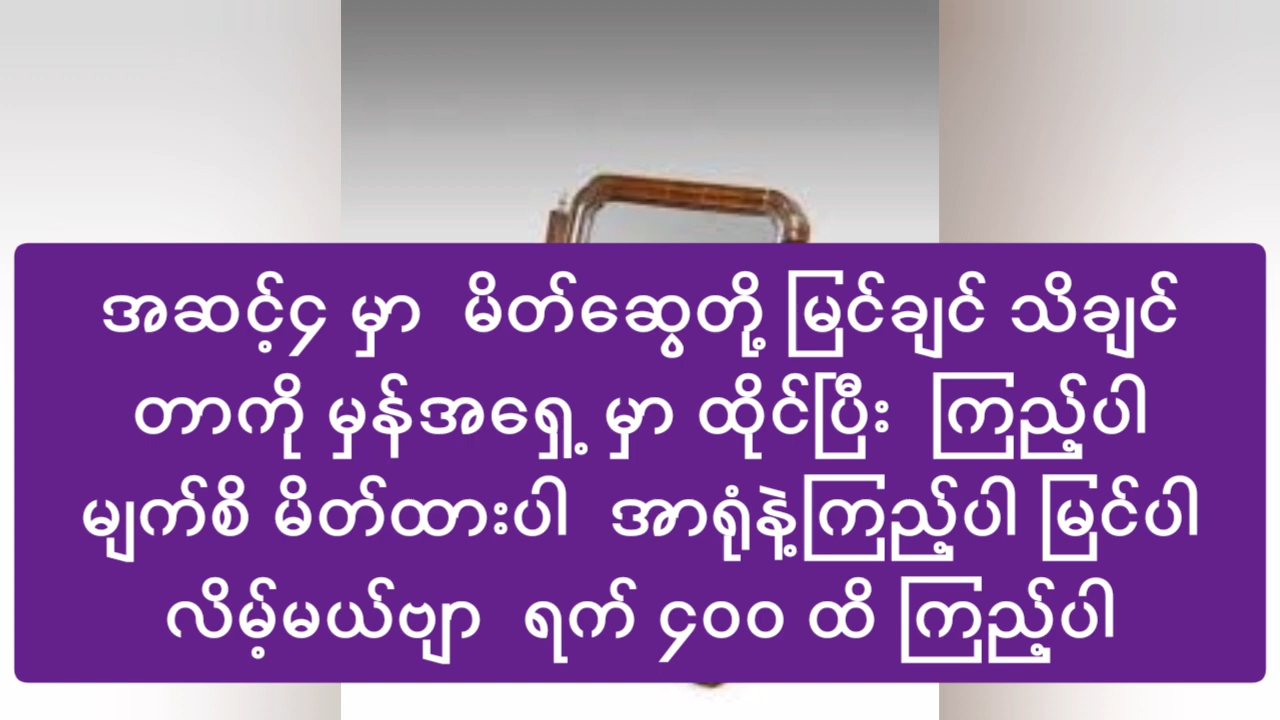 အဆင့်၄ မှာ မိတ်ဆွေတို့ မြင်ချင် သိချင်
တာကို မှန်အရှေ့ မှာ ထိုင်ပြီး ကြည့်ပါ
မျက်စိ မိတ်ထားပါ အာရုံနဲ့ကြည့်ပါ မြင်ပါ
လိမ့်မယ်ဗျာ ရက် ၄၀၀ ထိ ကြည့်ပါ